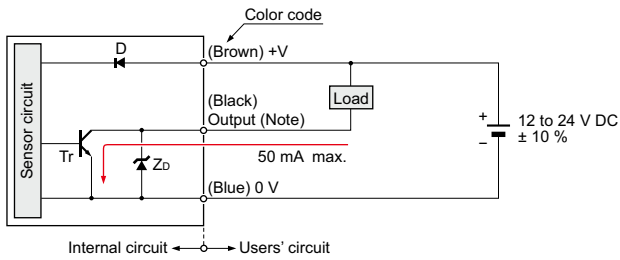 Color code
D
(Brown) +V
(Black)
Output (Note)
Load
Sensor circuit
Tr
ZD
50 mA max.
+
−
12 to 24 V DC
± 10 %
(Blue) 0 V
Internal circuit
Users' circuit